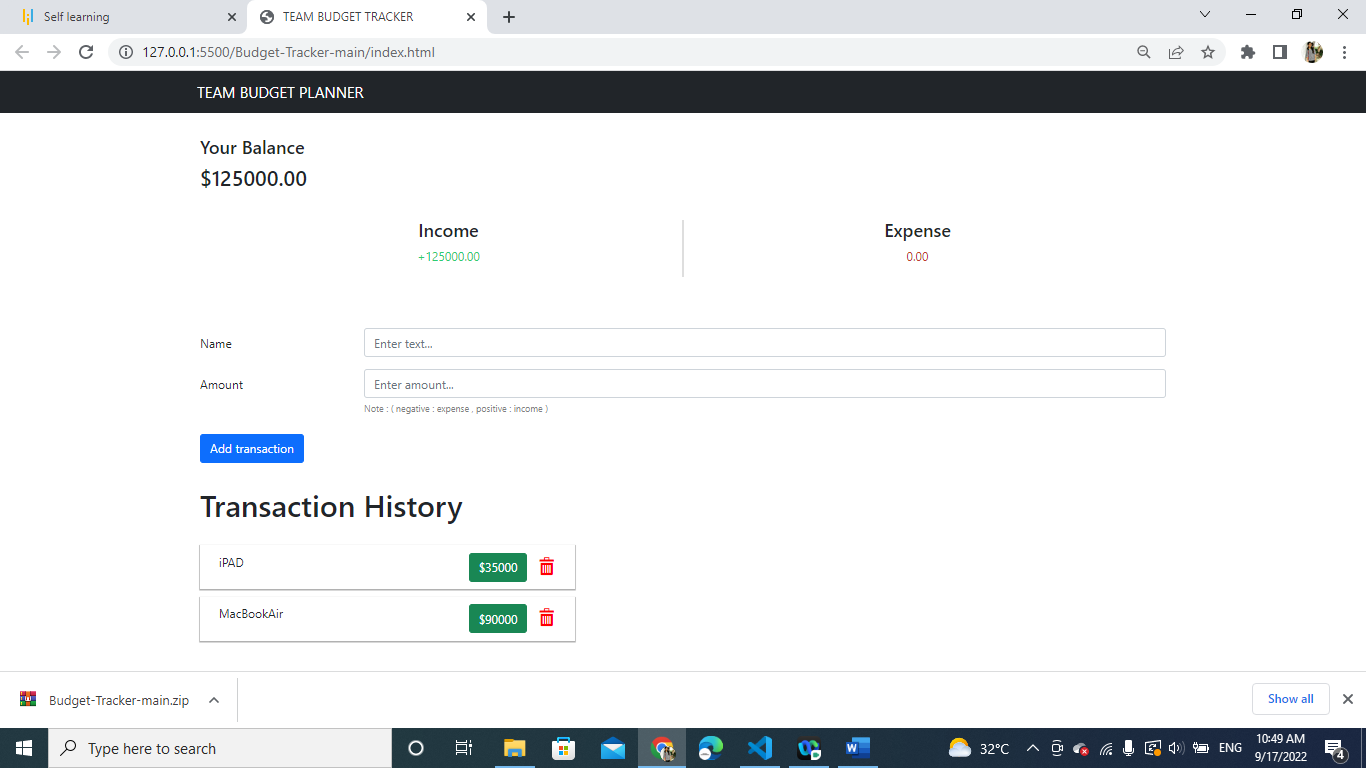 Self learning
TEAM BUDGET TRACKER
127.0.0.1:5500/Budget-Tracker-main/index.html
TEAM BUDGET PLANNER
Your Balance
$125000.00
Income
Expense
+125000.00
0.00
Name
Enter text...
Amount
Enter amount...
Note : ( negative : expense , positive : income )
Add transaction
Transaction History
iPAD
$35000
MacBookAir
$90000
Budget-Tracker-main.zip
Show all
Type here to search
32°C
ENG
10:49 AM
9/17/2022
4